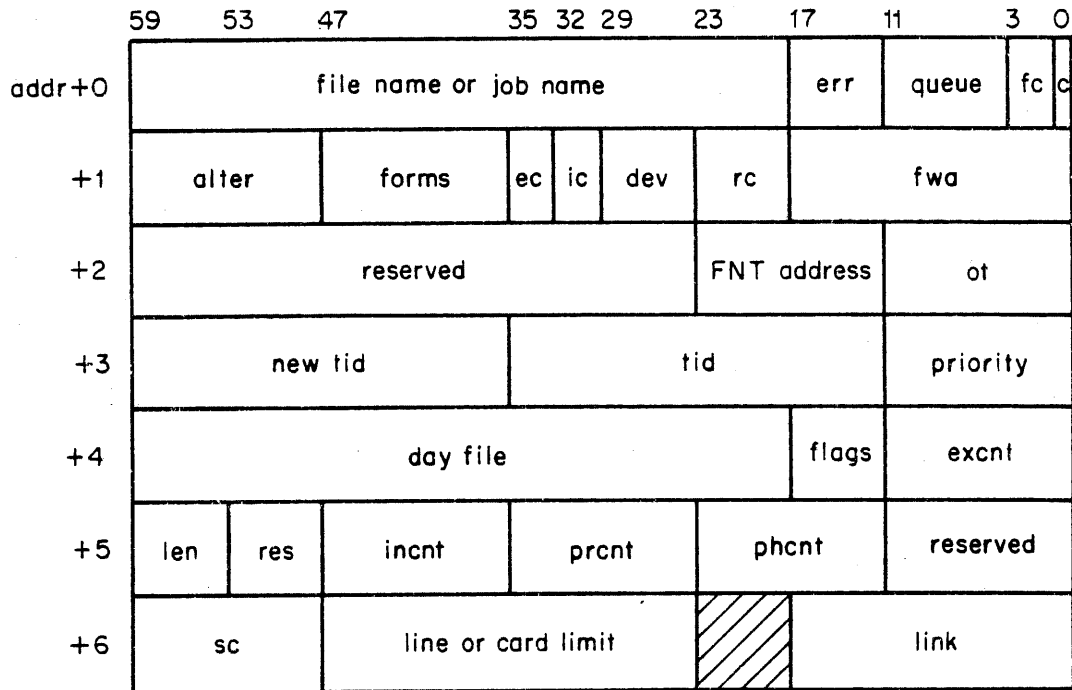 59 53 47 35 32 29 23 17 11 3 0
addr+0 file name or job name err queue fc c
+1 alter forms ec ic dev rc fwa
+2 reserved FNT address ot
+3 new tid tid priority
+4 day file flags excnt
+5 len res incnt prcnt phcnt reserved
+6 sc line or card limit link